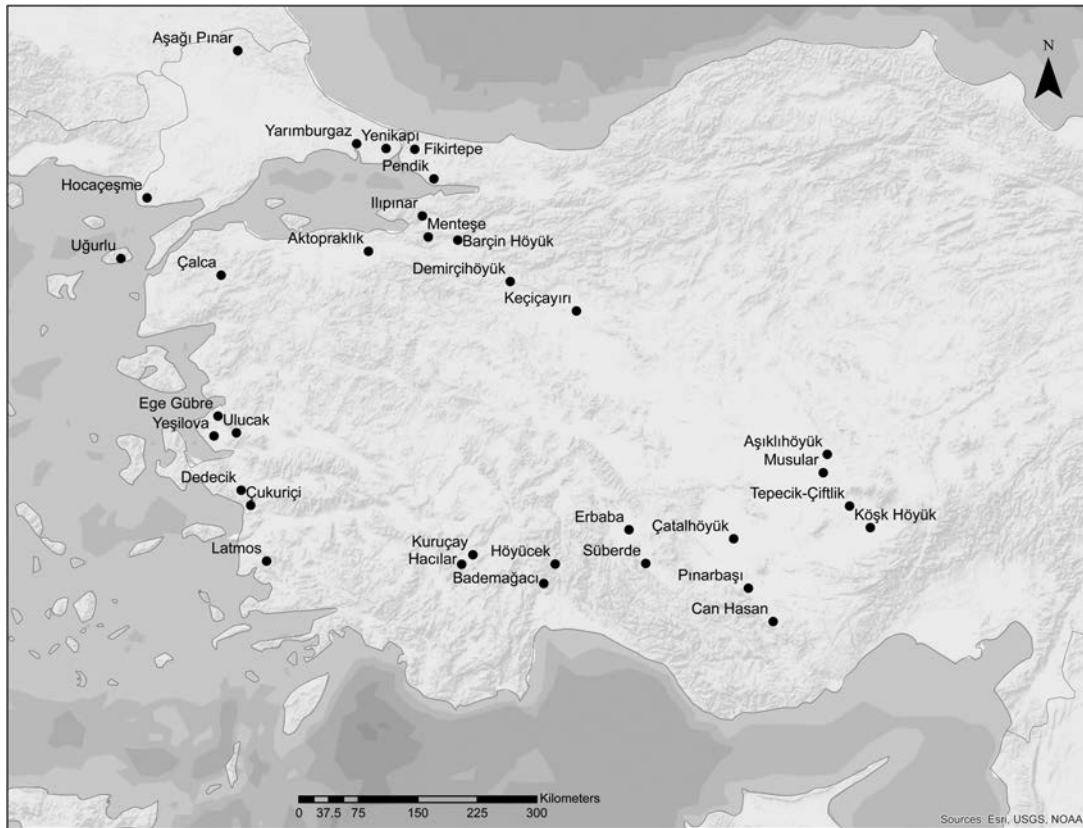 Aşağı Pınar
N
Yarımburgaz
Yenikapı
Fikirtepe
Pendik
Hocaçeşme
Ilıpınar
Menteşe
Uğurlu
Aktopraklık
Barçin Höyük
Çalca
Demirçihöyük
Keçiçayırı
Ege Gübre
Ulucak
Yeşilova
Aşıklıhöyük
Musular
Dedecik
Çukuriçi
Tepecik-Çiftlik
Köşk Höyük
Erbaba
Çatalhöyük
Latmos
Kuruçay
Höyücek
Süberde
Hacılar
Bademağacı
Pınarbaşı
Can Hasan
Kilometers
0 37.5 75 150 225 300
Sources: Esri, USGS, NOAA